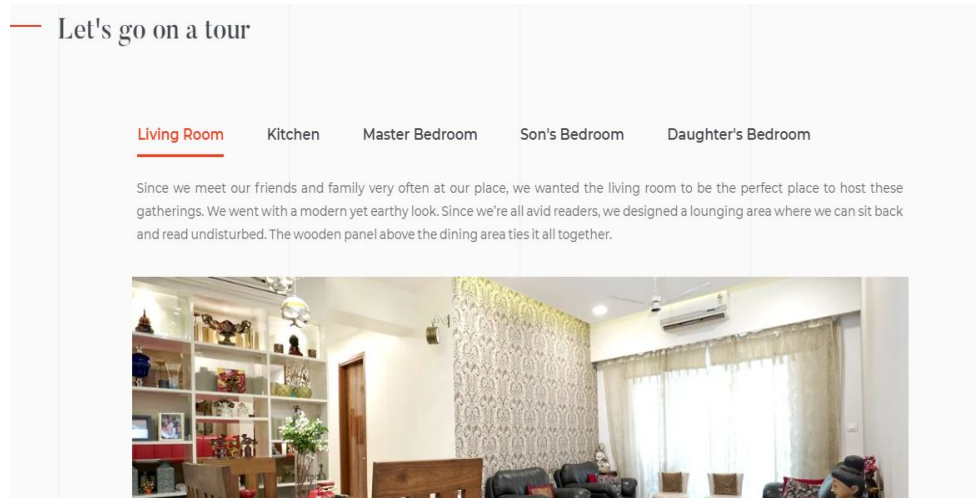 Let's go on a tour
Living Room Kitchen Master Bedroom Son's Bedroom Daughter's Bedroom
Since we meet our friends and family very often at our place, we wanted the living room to be the perfect place to host these
gatherings. We went with a modern yet earthy look. Since we're all avid readers, we designed a lounging area where we can sit back
and read undisturbed. The wooden panel above the dining area ties it all together.